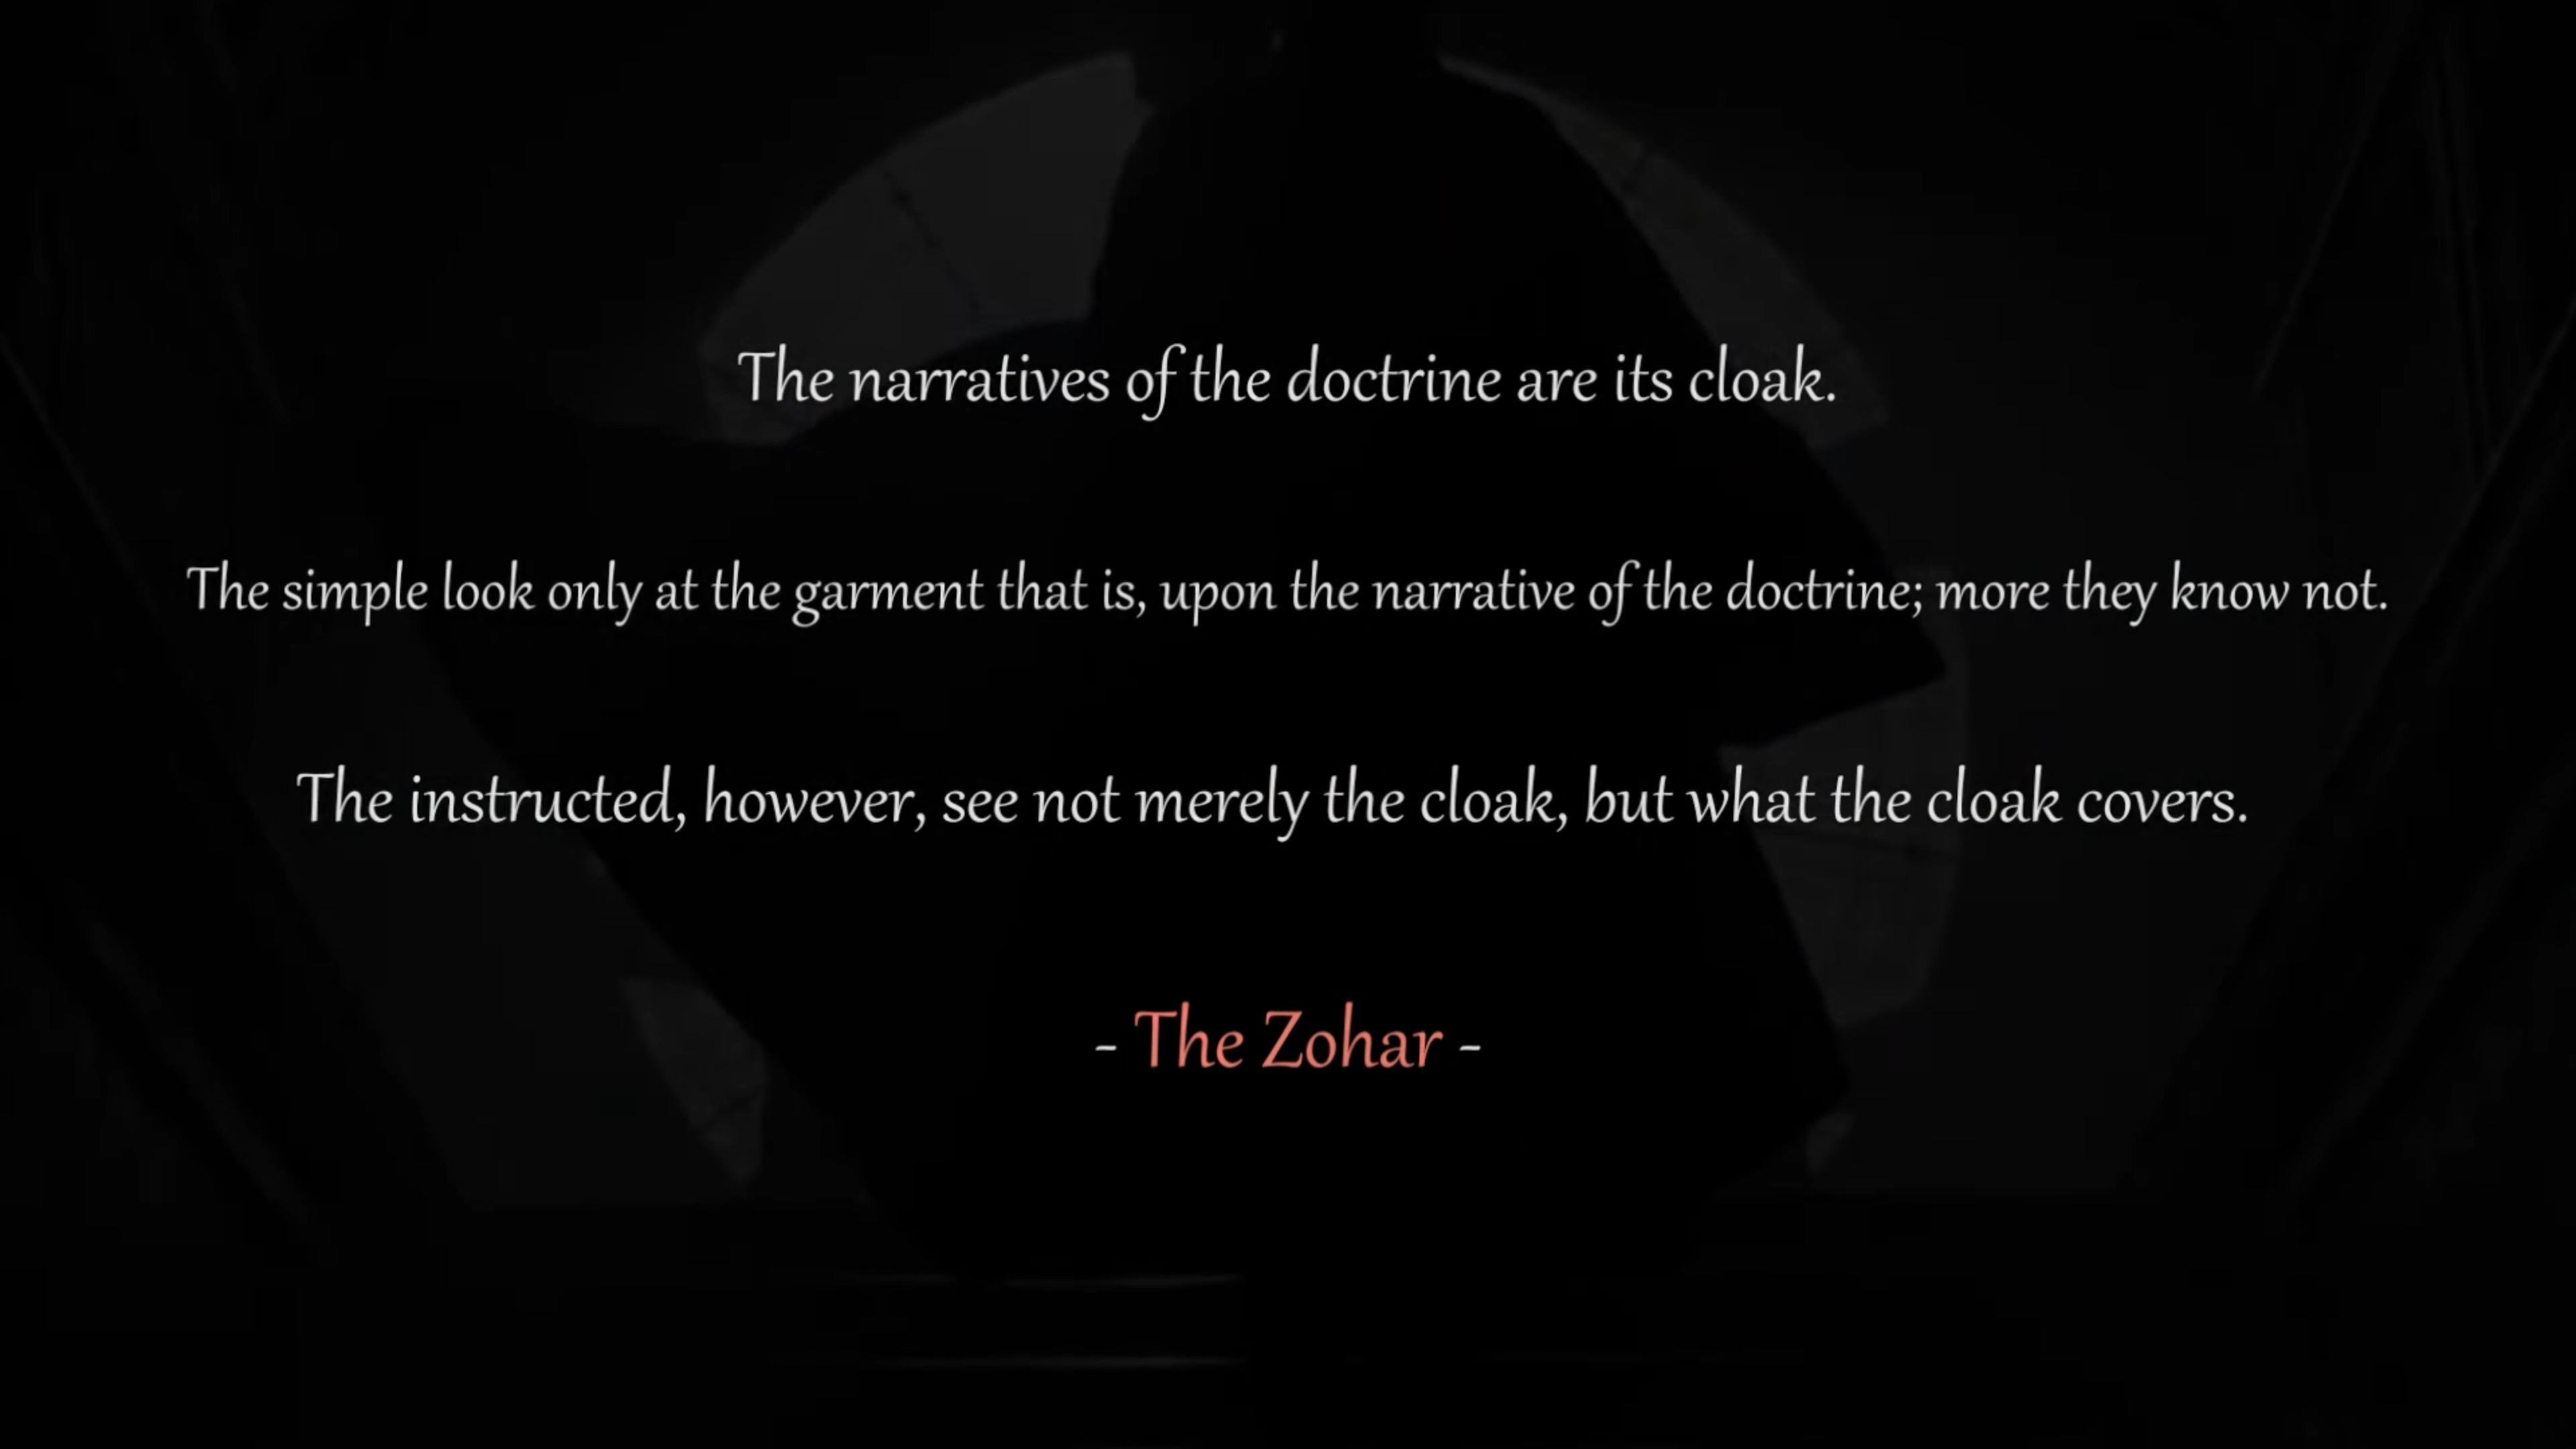 The narratives of the doctrine are its cloak.
The simple look only at the garment that is, upon the narrative of the doctrine; more they know not.
The instructed, however, see not merely the cloak, but what the cloak covers.
- The Zohar -